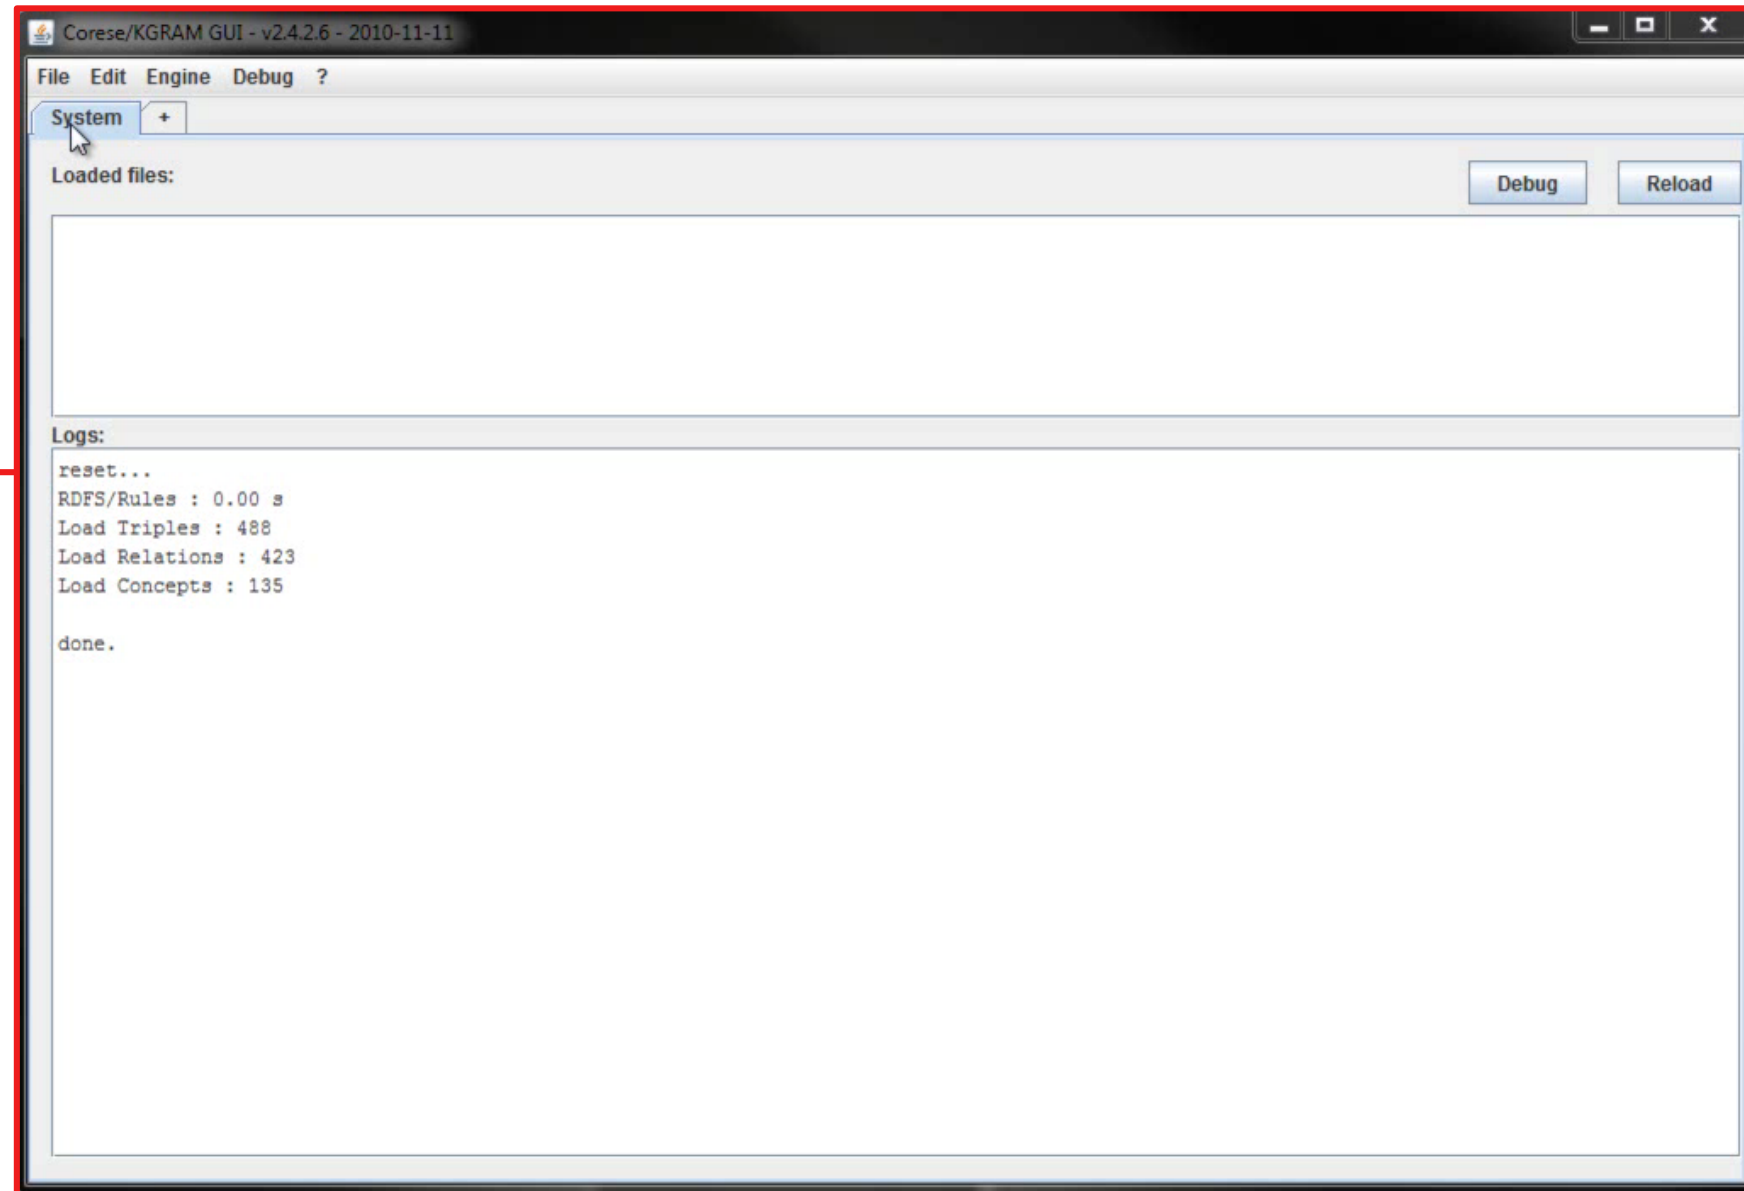 Corese/KGRAM GUI - v2.4.2.6 - 2010-11-11
File Edit Engine Debug ?
System +
Loaded files:
Debug Reload
Logs:
reset...
RDFS/Rules : 0.00 s
Load Triples : 488
Load Relations : 423
Load Concepts : 135
done.